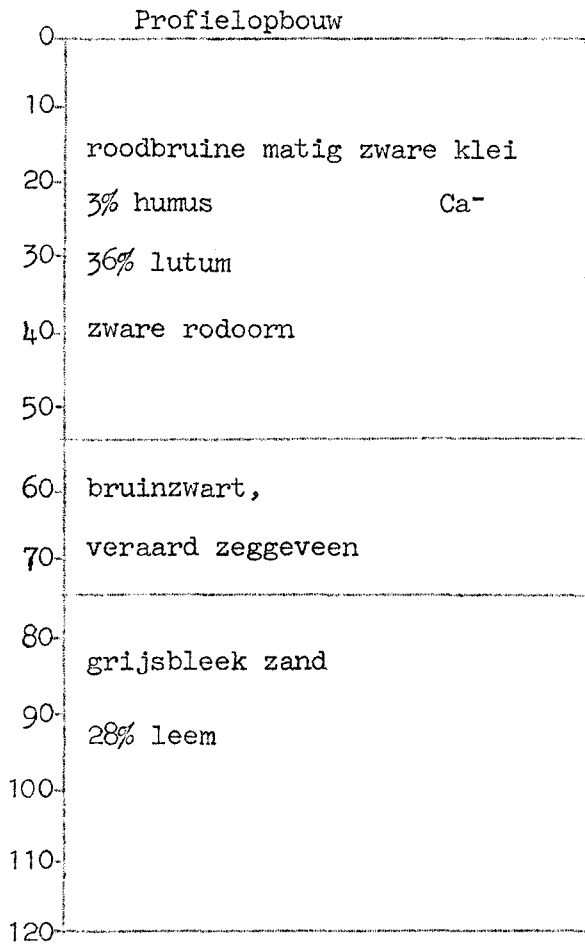 Profielopbouw
0
10
roodbruine matig zware klei
20
3% humus Ca-
30
36% lutum
40
zware rodoorn
50
60
bruinzwart,
70
veraard zeggeveen
80
grijsbleek zand
90
28% leem
100
110
120